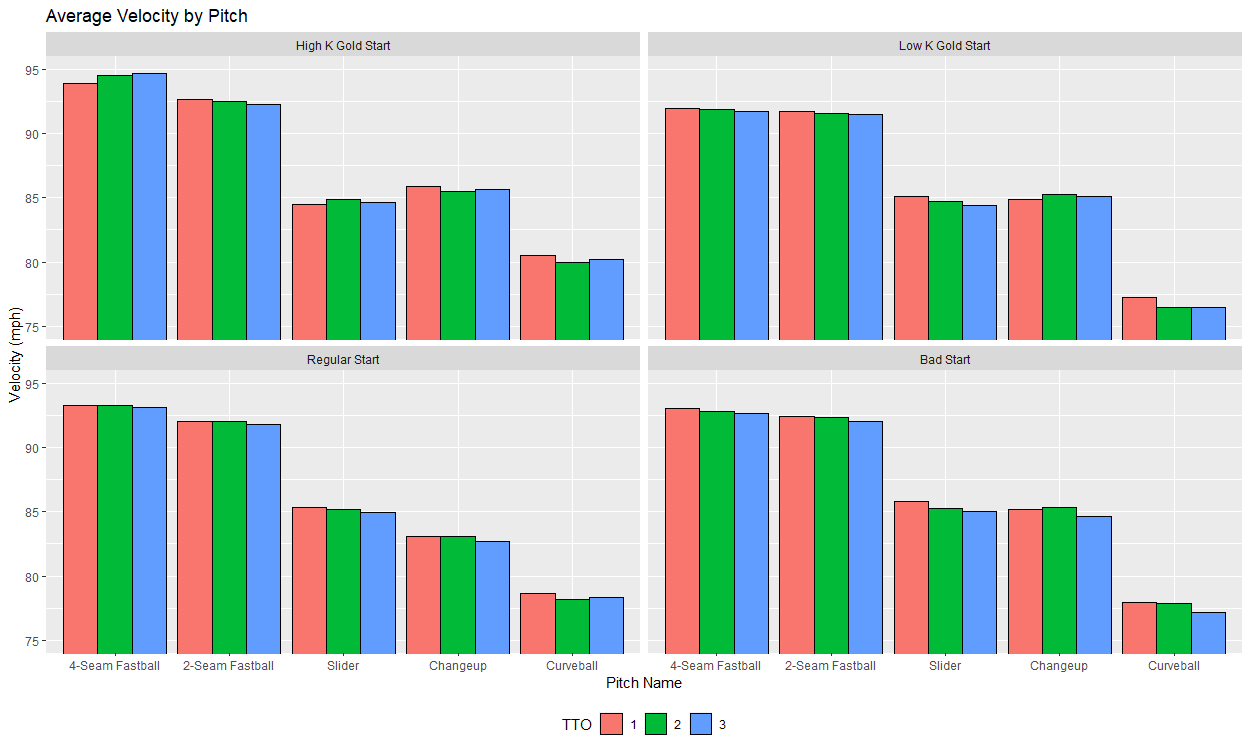 Average Velocity by Pitch
High K Gold Start
Low K Gold Start
95
90
85
80
75
Velocity (mph)
Regular Start
Bad Start
95
90
85
80
75
4-Seam Fastball 2-Seam Fastball Slider Changeup Curveball
4-Seam Fastball 2-Seam Fastball Slider Changeup Curveball
Pitch Name
TTO 1 2 3